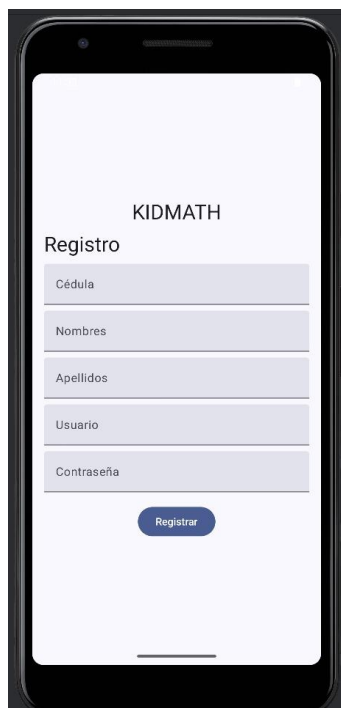 KIDMATH
Registro
Cédula
Nombres
Apellidos
Usuario
Contraseña
Registrar